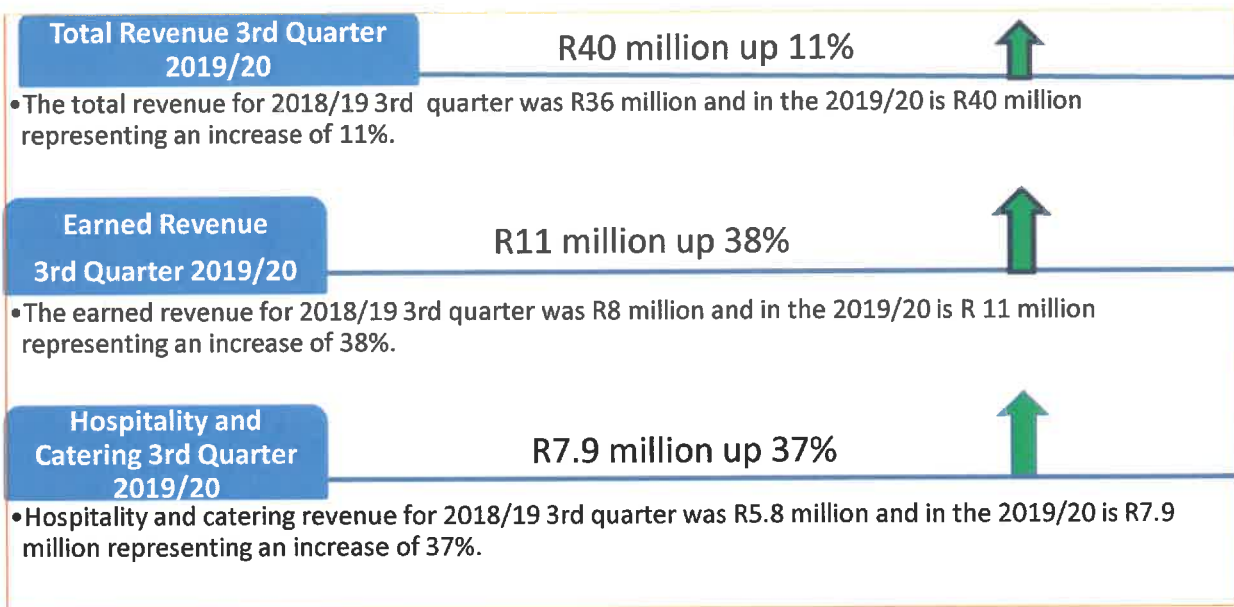 Total Revenue 3rd Quarter
2019/20
R40 million up 11%
•The total revenue for 2018/19 3rd quarter was R36 million and in the 2019/20 is R40 million
representing an increase of 11%.
Earned Revenue
3rd Quarter 2019/20
R11 million up 38%
•The earned revenue for 2018/19 3rd quarter was R8 million and in the 2019/20 is R 11 million
representing an increase of 38%.
Hospitality and
Catering 3rd Quarter
2019/20
R7.9 million up 37%
•Hospitality and catering revenue for 2018/19 3rd quarter was R5.8 million and in the 2019/20 is R7.9
million representing an increase of 37%.